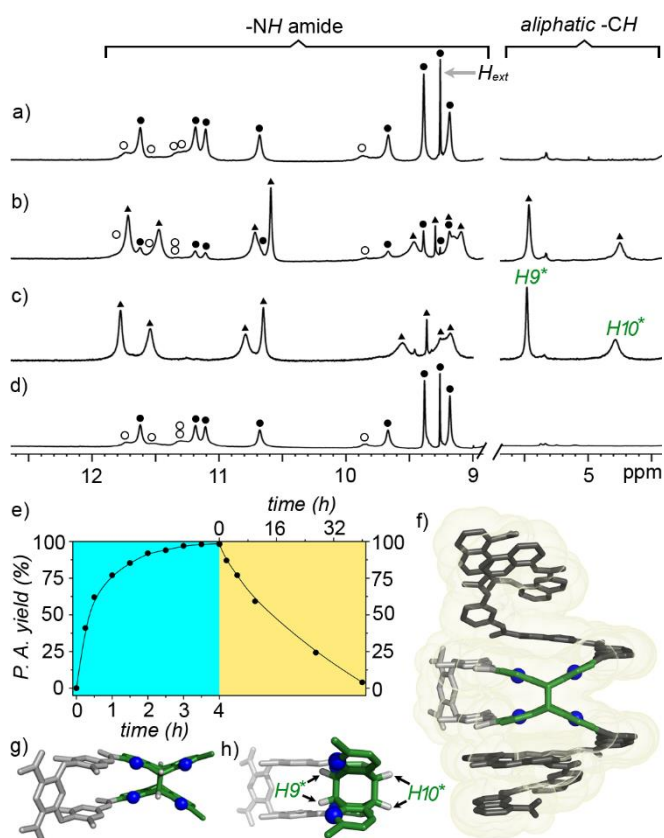 -NH amide
aliphatic -CH
a)
H_ext
b)
H9*
H10*
c)
d)
12
11
10
9
5
ppm
e)
time (h)
0 16 32
100
75
50
25
0
P. A. yield (%)
100
75
50
25
0
0 1 2 3 4
time (h)
f)
g)
h)
H9*
H10*